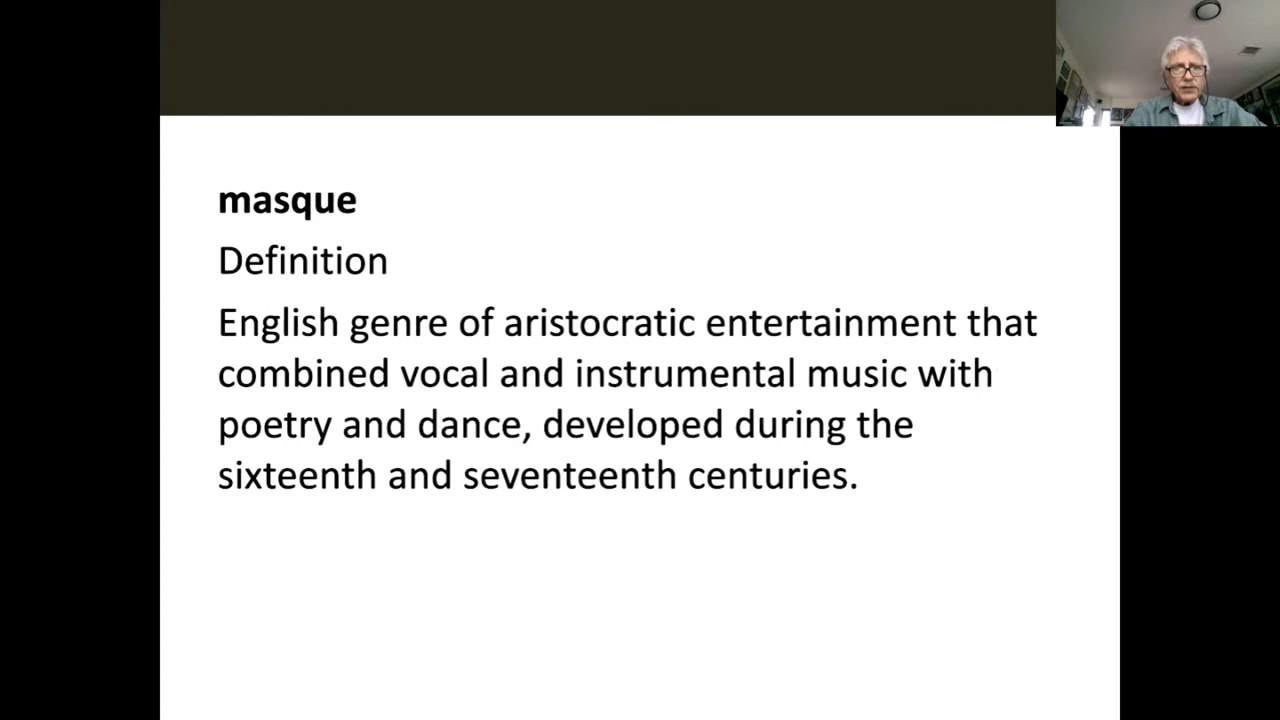 masque
Definition
English genre of aristocratic entertainment that
combined vocal and instrumental music with
poetry and dance, developed during the
sixteenth and seventeenth centuries.